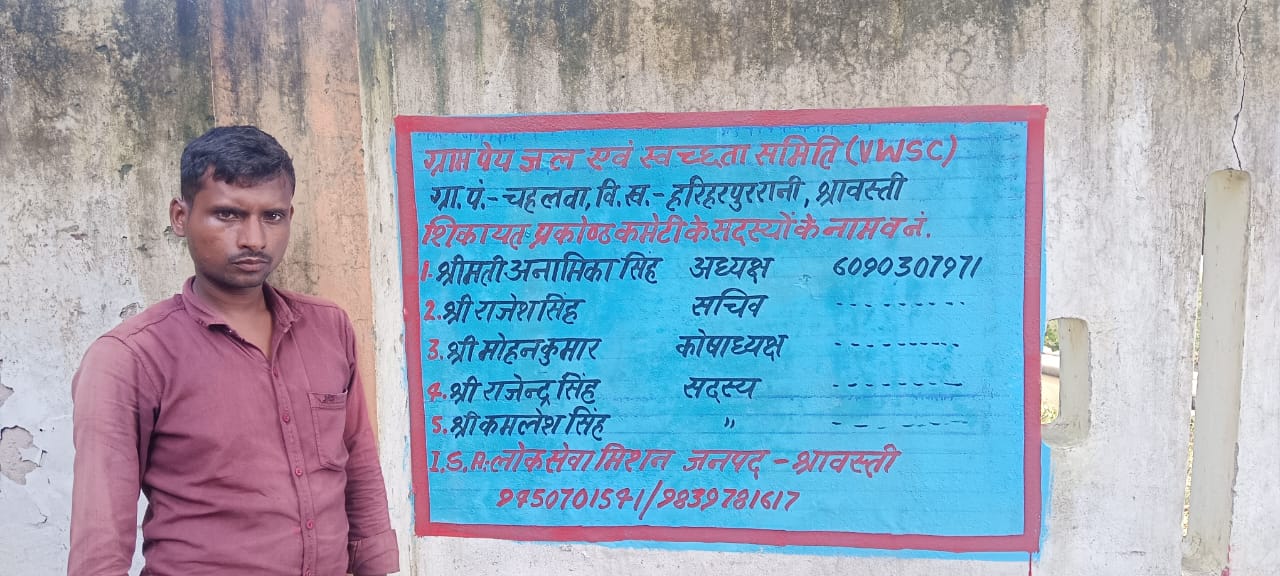 ग्राम पेय जल एवं स्वच्छता समिति (VWSC)
ग्रा.पं.- चहलवा, वि.ख.- हरिहरपुररानी, श्रावस्ती
शिकायत प्रकोष्ठ कमेटी के सदस्यों के नाम व नं.
1. श्रीमती अनामिका सिंह अध्यक्ष 6090307971
2. श्री राजेश सिंह सचिव ----------
3. श्री मोहन कुमार कोषाध्यक्ष ----------
4. श्री राजेन्द्र सिंह सदस्य ----------
5. श्री कमलेश सिंह " ----------
I.S.A. लोक सेवा मिशन जनपद - श्रावस्ती
9450701541/9839781617